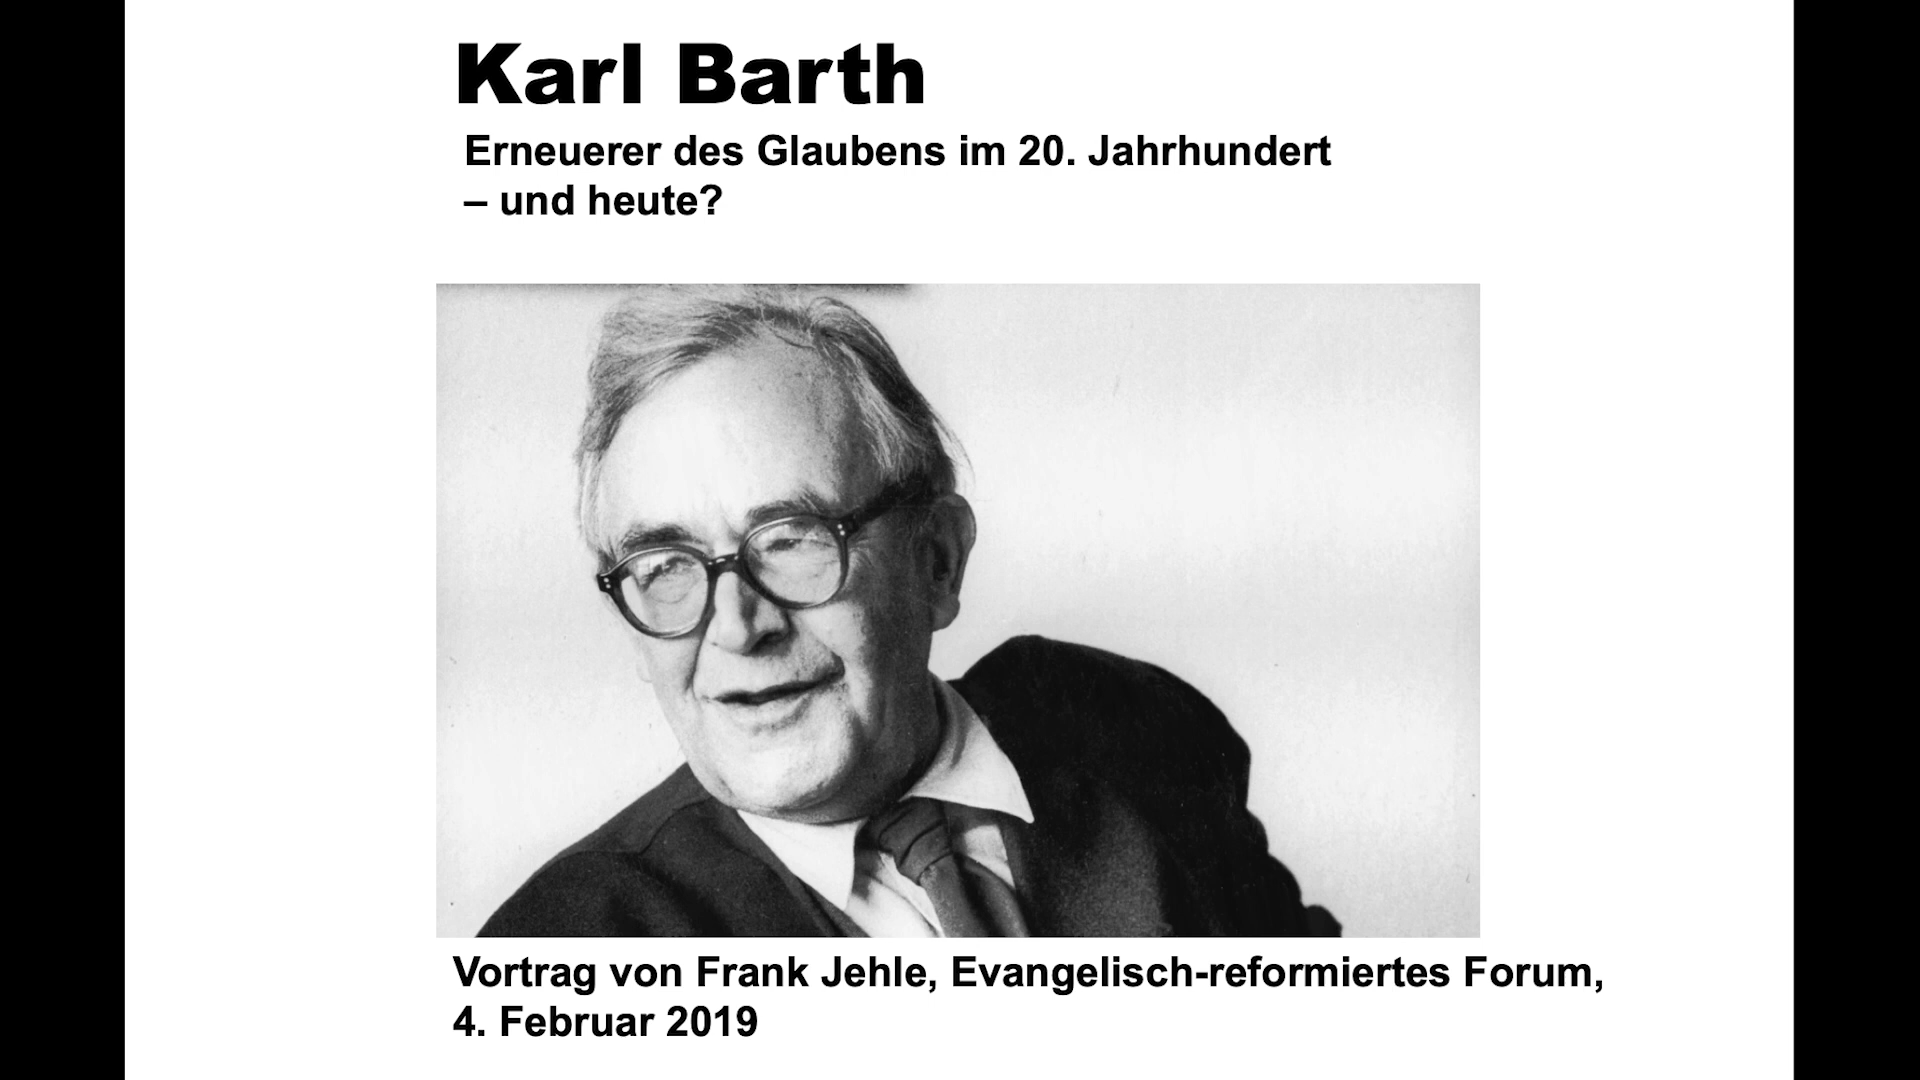 Karl Barth
Erneuerer des Glaubens im 20. Jahrhundert
– und heute?
Vortrag von Frank Jehle, Evangelisch-reformiertes Forum,
4. Februar 2019